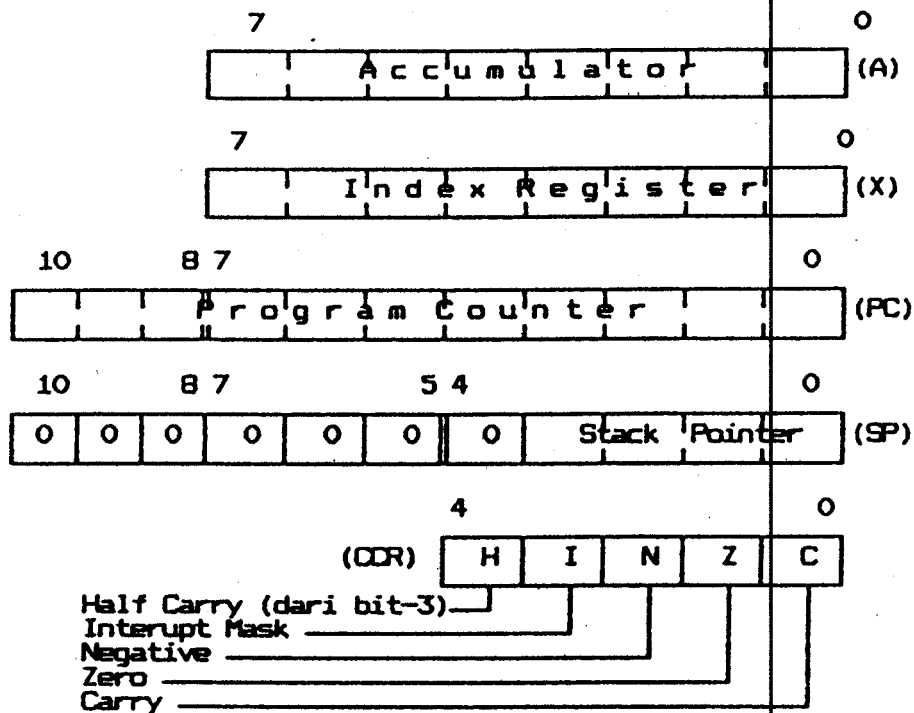 7 0
Accumulator (A)
7 0
Index Register (X)
10 8 7 0
Program Counter (PC)
10 8 7 5 4 0
0 0 0 0 0 0 0 Stack Pointer (SP)
4 0
(CCR) H I N Z C
Half Carry (dari bit-3)
Interupt Mask
Negative
Zero
Carry